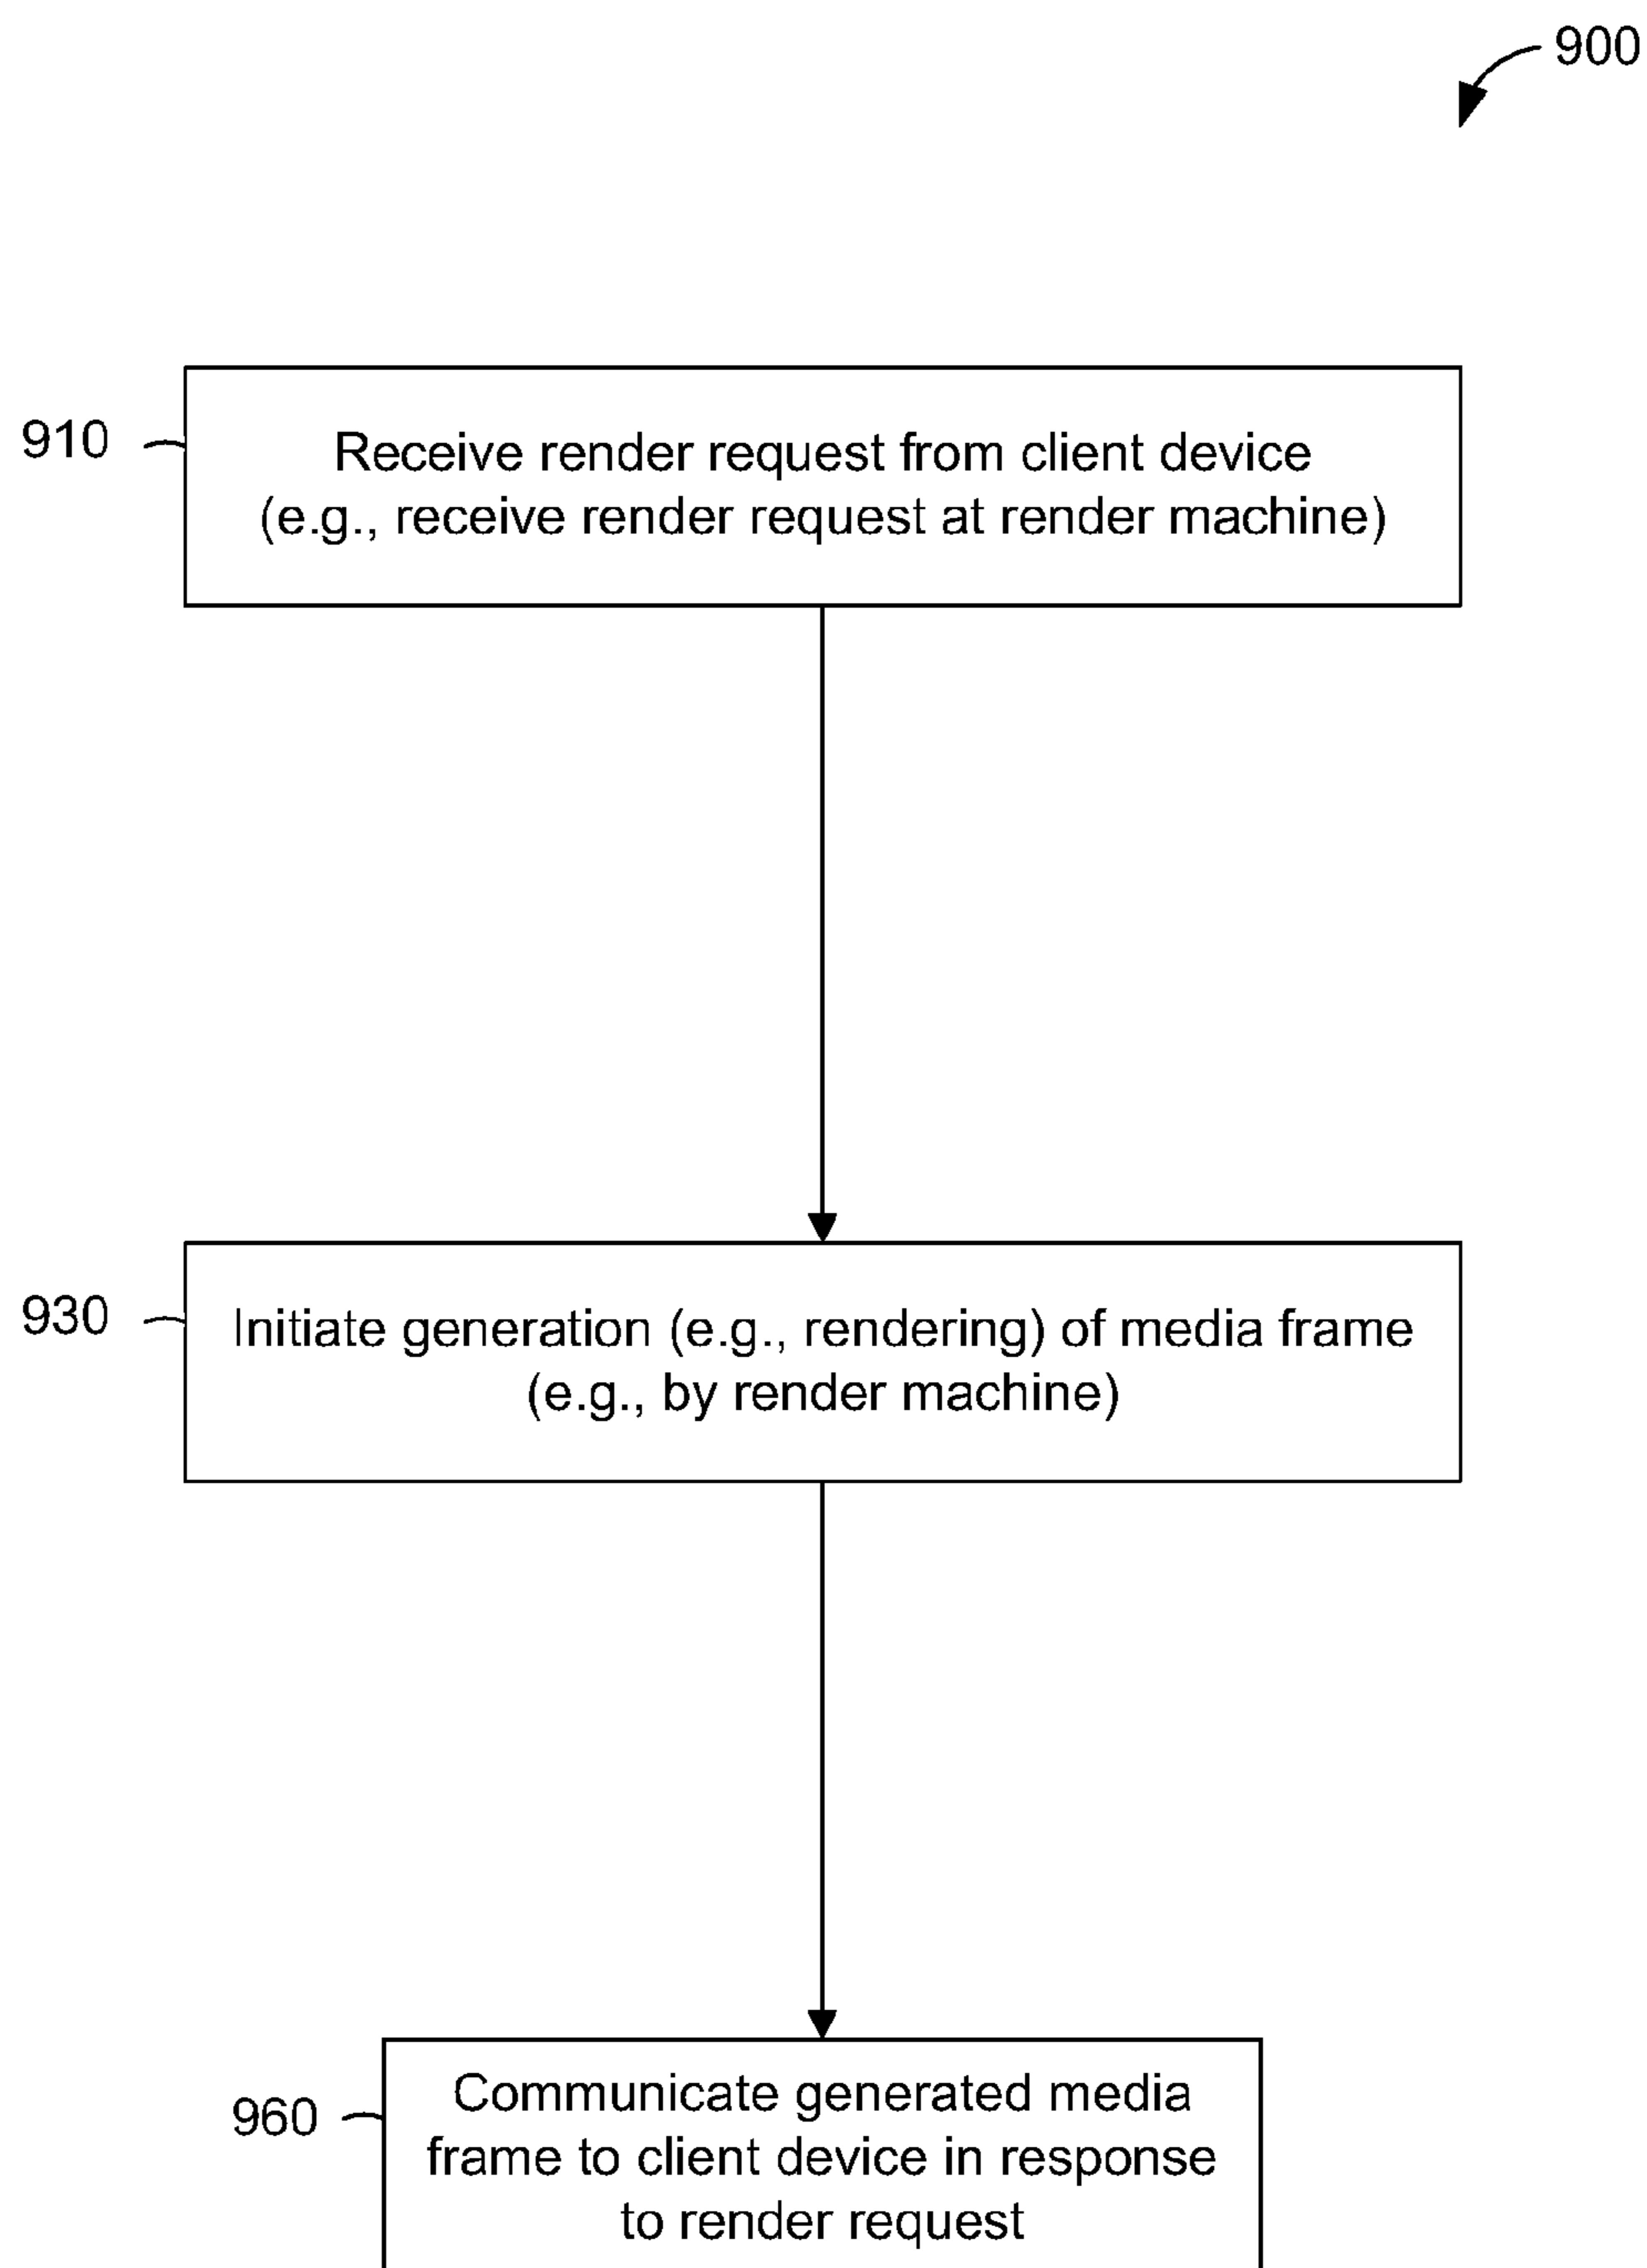 900
910
Receive render request from client device
(e.g., receive render request at render machine)
930
Initiate generation (e.g., rendering) of media frame
(e.g., by render machine)
960
Communicate generated media
frame to client device in response
to render request